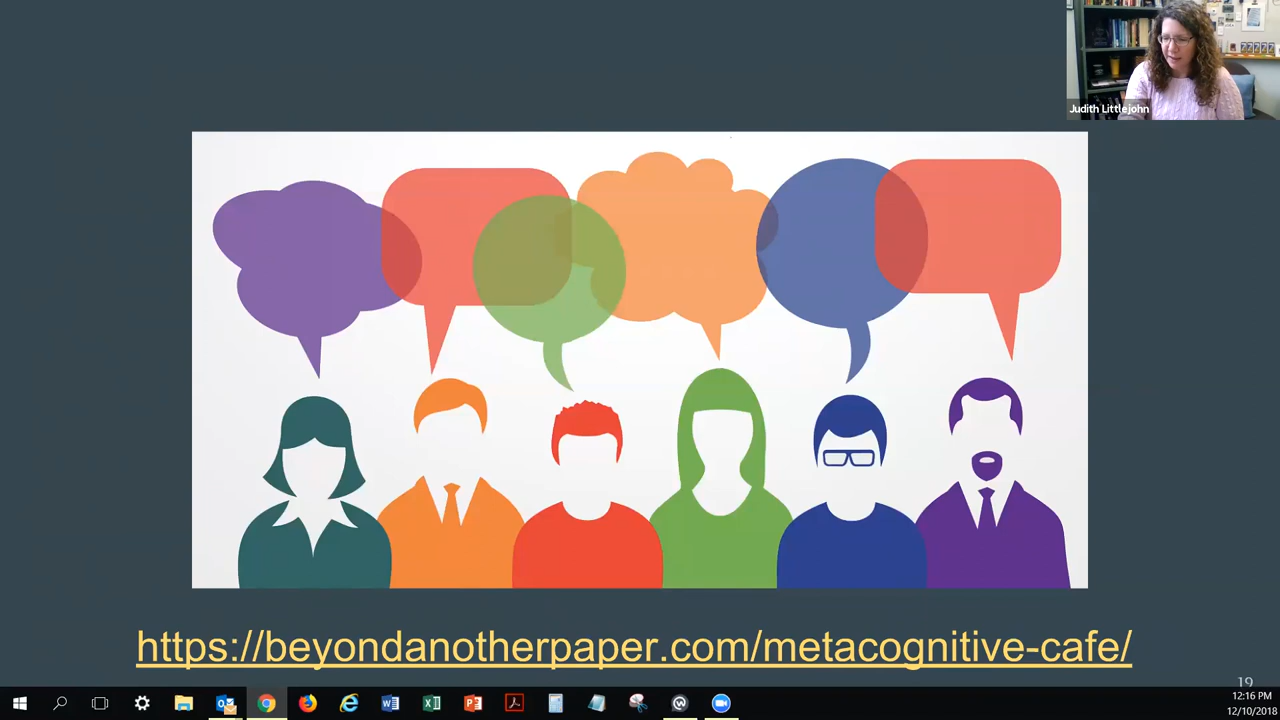 Judith Littlejohn
https://beyondanotherpaper.com/metacognitive-cafe/
19
12:16 PM
12/10/2018